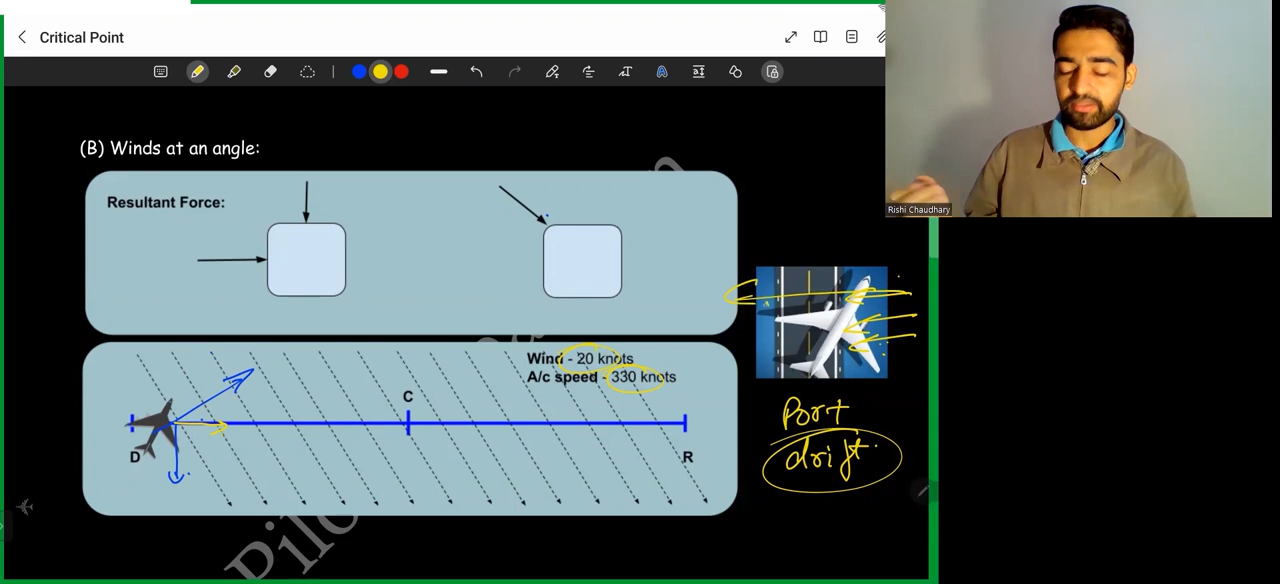 Critical Point
(B) Winds at an angle:
Resultant Force:
Rishi Chaudhary
Wind - 20 knots
A/c speed - 330 knots
C
D
R
Port
drift